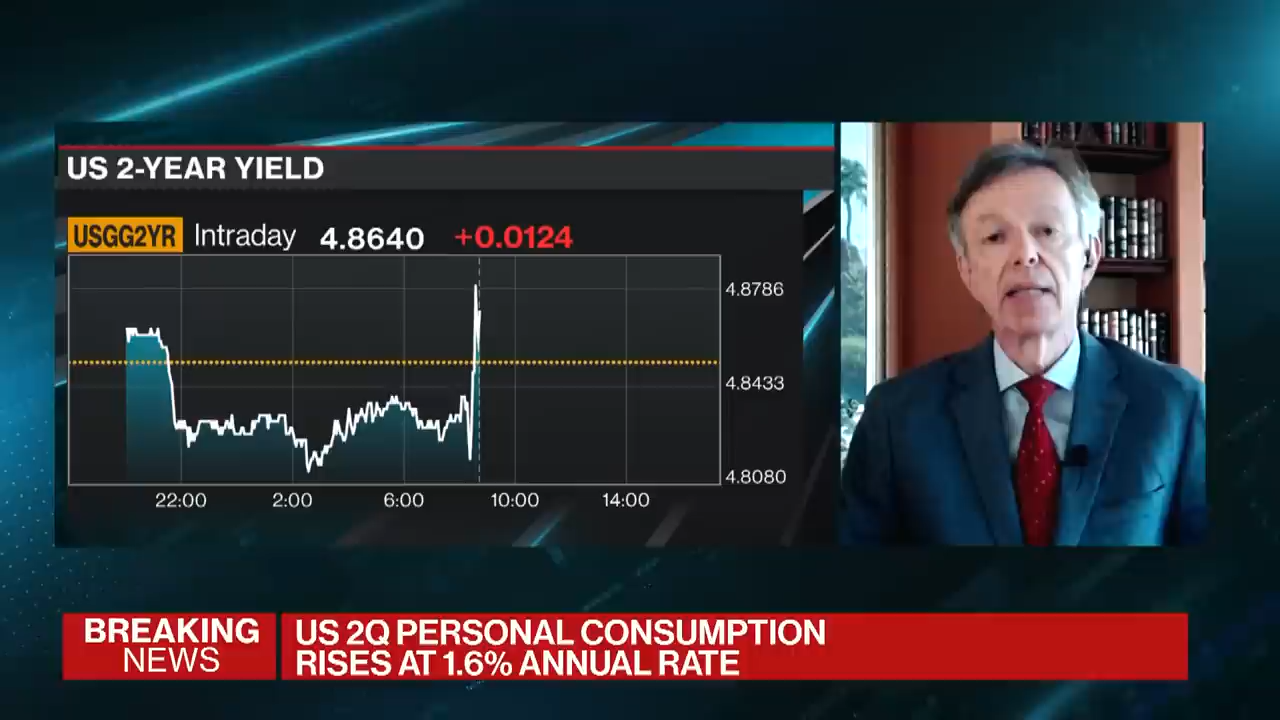 US 2-YEAR YIELD
USGG2YR Intraday 4.8640 +0.0124
4.8786
4.8433
4.8080
22:00 2:00 6:00 10:00 14:00
BREAKING NEWS
US 2Q PERSONAL CONSUMPTION
RISES AT 1.6% ANNUAL RATE